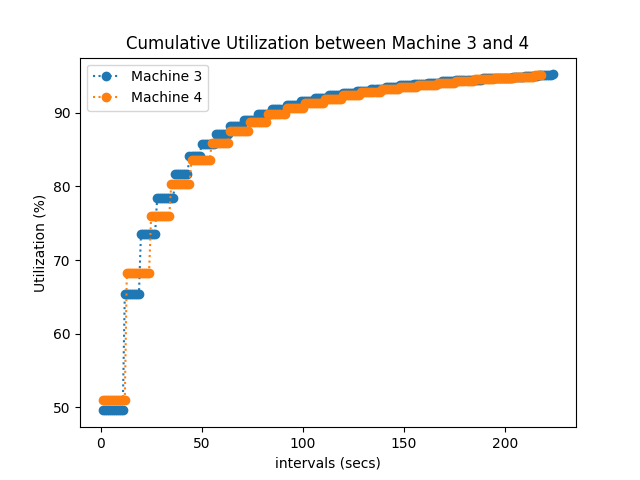 Cumulative Utilization between Machine 3 and 4
Machine 3
Machine 4
Utilization (%)
90
80
70
60
50
0
50
100
150
200
intervals (secs)